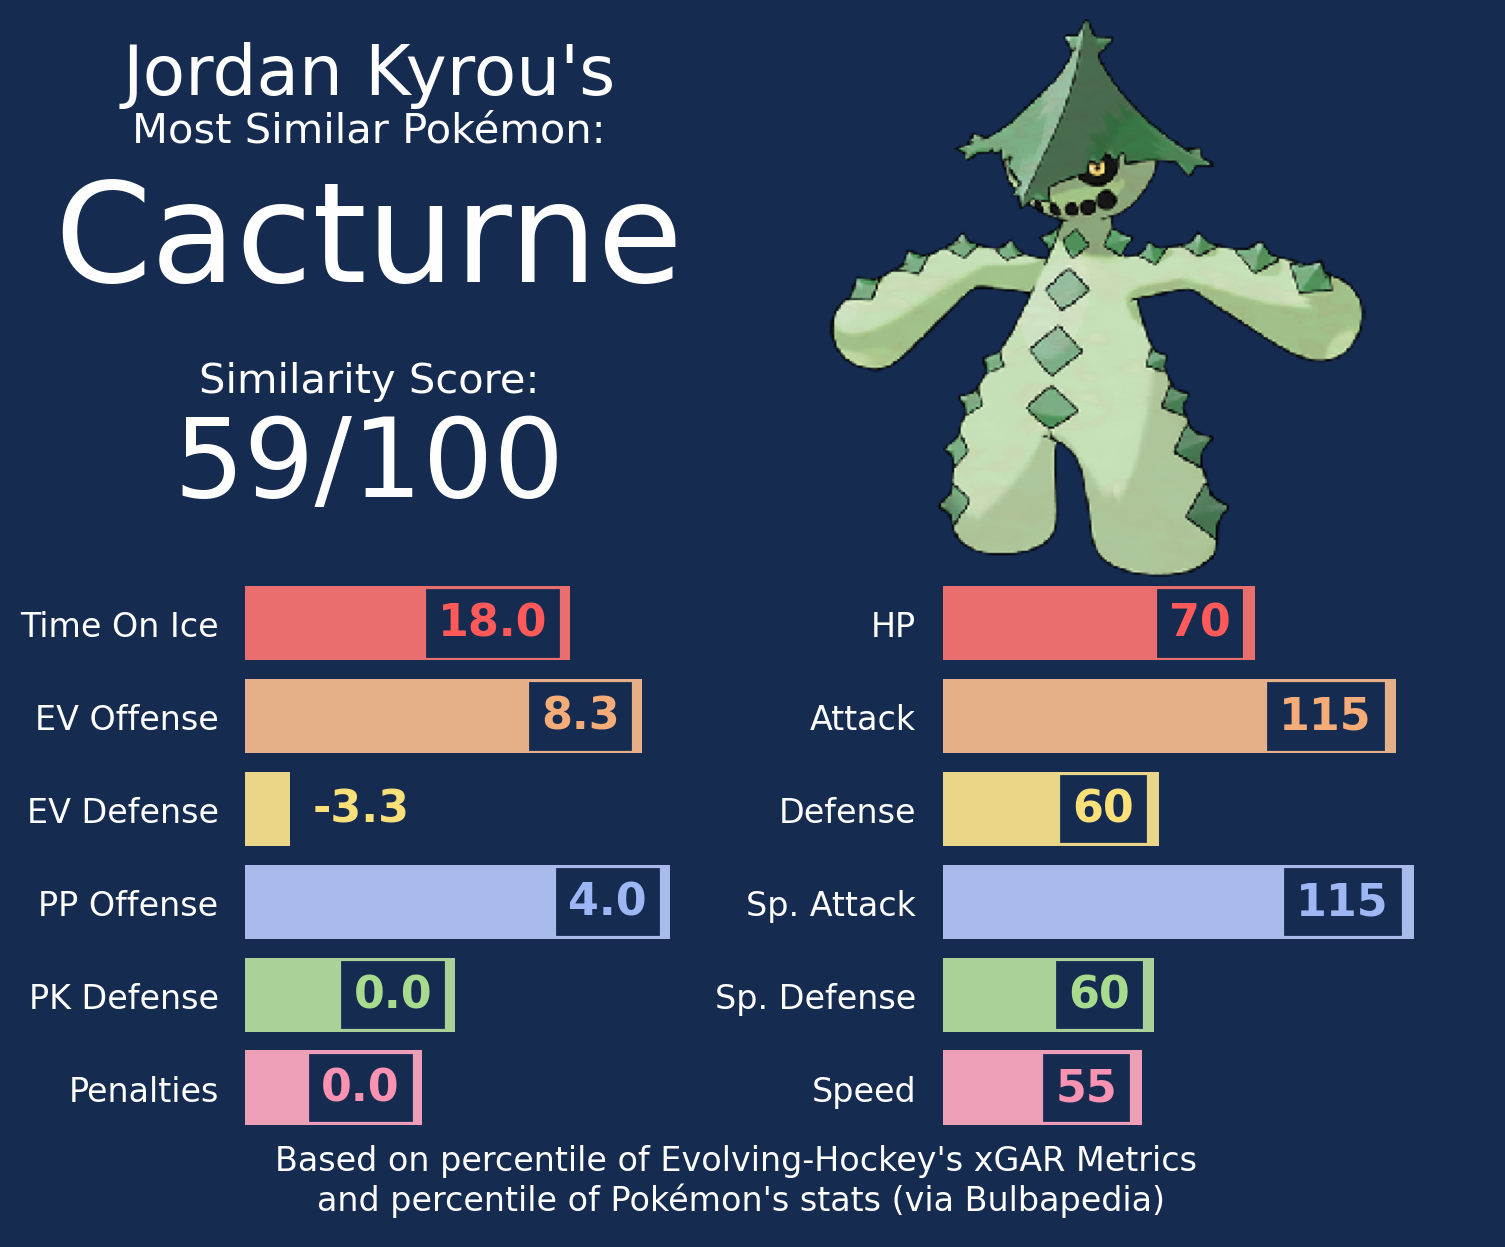 Jordan Kyrou's
Most Similar Pokémon:
Cacturne
Similarity Score:
59/100
Time On Ice 18.0
EV Offense 8.3
EV Defense -3.3
PP Offense 4.0
PK Defense 0.0
Penalties 0.0
HP 70
Attack 115
Defense 60
Sp. Attack 115
Sp. Defense 60
Speed 55
Based on percentile of Evolving-Hockey's xGAR Metrics
and percentile of Pokémon's stats (via Bulbapedia)